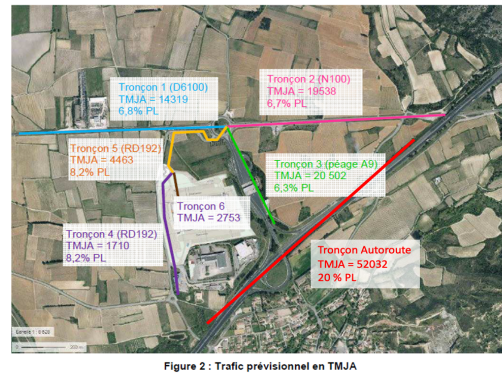 Tronçon 1 (D6100)
TMJA = 14319
6,8% PL
Tronçon 2 (N100)
TMJA = 19538
6,7% PL
Tronçon 5 (RD192)
TMJA = 4463
8,2% PL
Tronçon 3 (péage A9)
TMJA = 20 502
6,3% PL
Tronçon 6
TMJA = 2753
Tronçon 4 (RD192)
TMJA = 1710
8,2% PL
Tronçon Autoroute
TMJA = 52032
20 % PL
Figure 2 : Trafic prévisionnel en TMJA